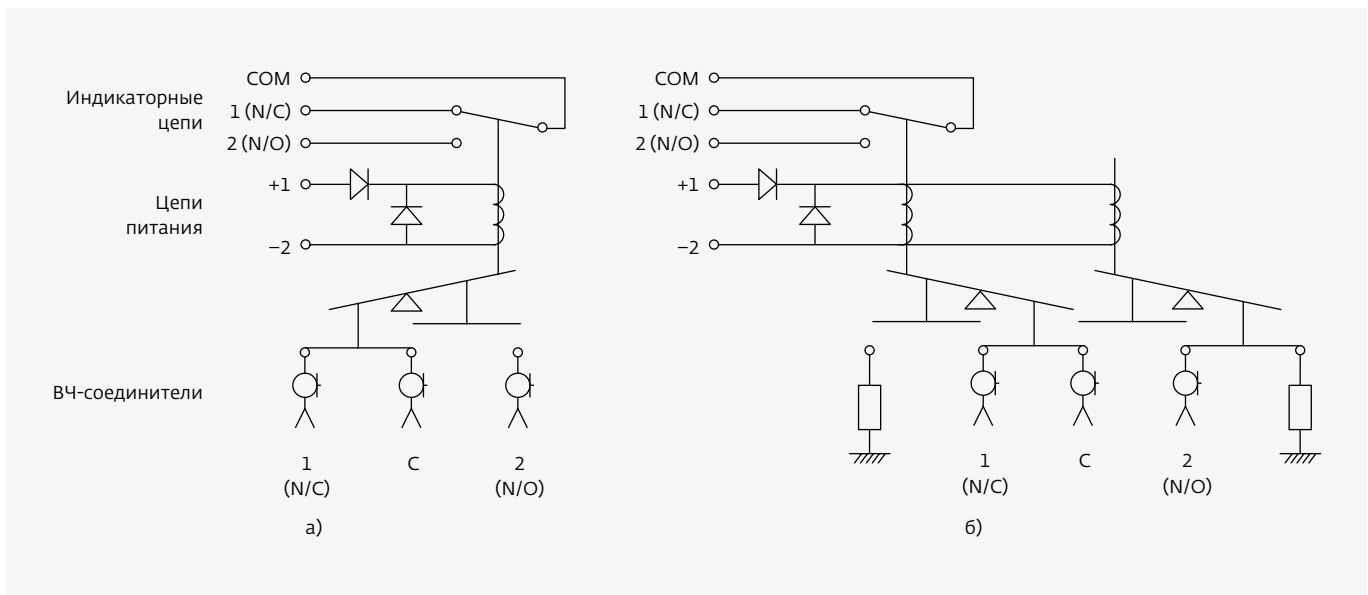 Индикаторные
цепи
COM
1 (N/C)
2 (N/O)
COM
1 (N/C)
2 (N/O)
Цепи
питания
+1
−2
+1
−2
ВЧ-соединители
1
(N/C)
C
2
(N/O)
1
(N/C)
C
2
(N/O)
а)
б)